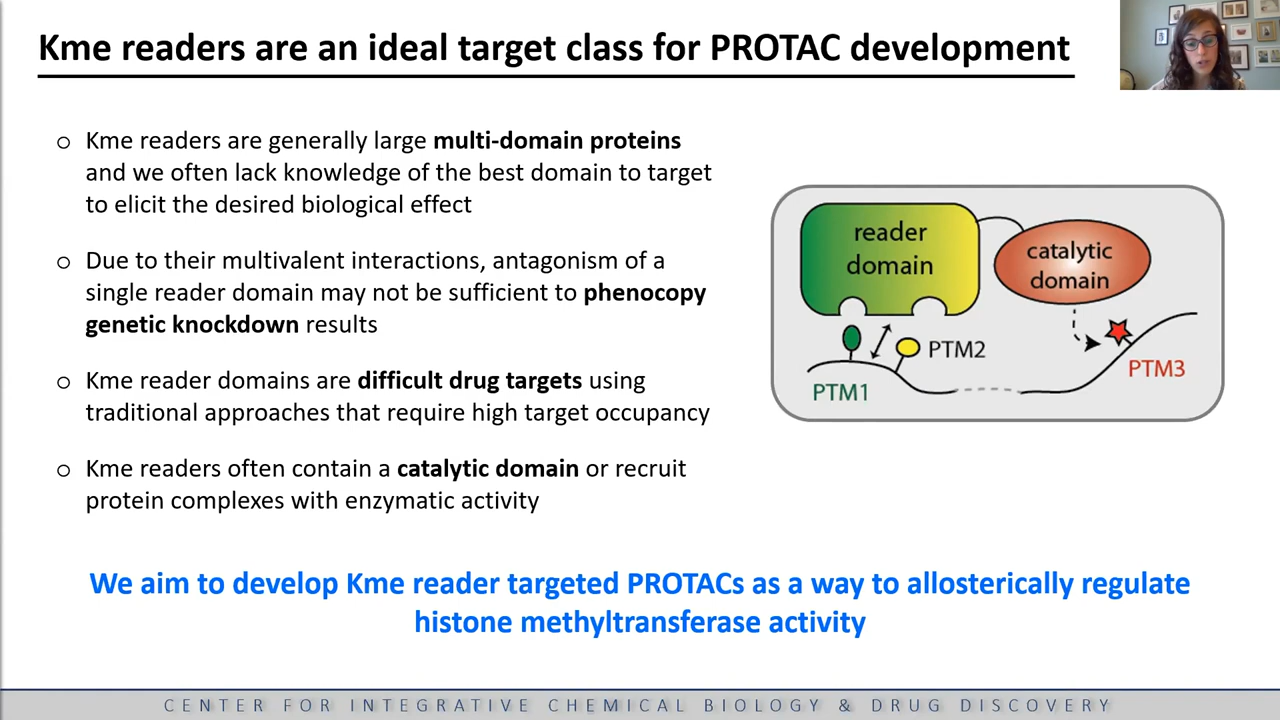 Kme readers are an ideal target class for PROTAC development
Kme readers are generally large multi-domain proteins
and we often lack knowledge of the best domain to target
to elicit the desired biological effect
Due to their multivalent interactions, antagonism of a
single reader domain may not be sufficient to phenocopy
genetic knockdown results
Kme reader domains are difficult drug targets using
traditional approaches that require high target occupancy
Kme readers often contain a catalytic domain or recruit
protein complexes with enzymatic activity
reader
domain
catalytic
domain
PTM2
PTM1
PTM3
We aim to develop Kme reader targeted PROTACs as a way to allosterically regulate
histone methyltransferase activity
CENTER FOR INTEGRATIVE CHEMICAL BIOLOGY & DRUG DISCOVERY